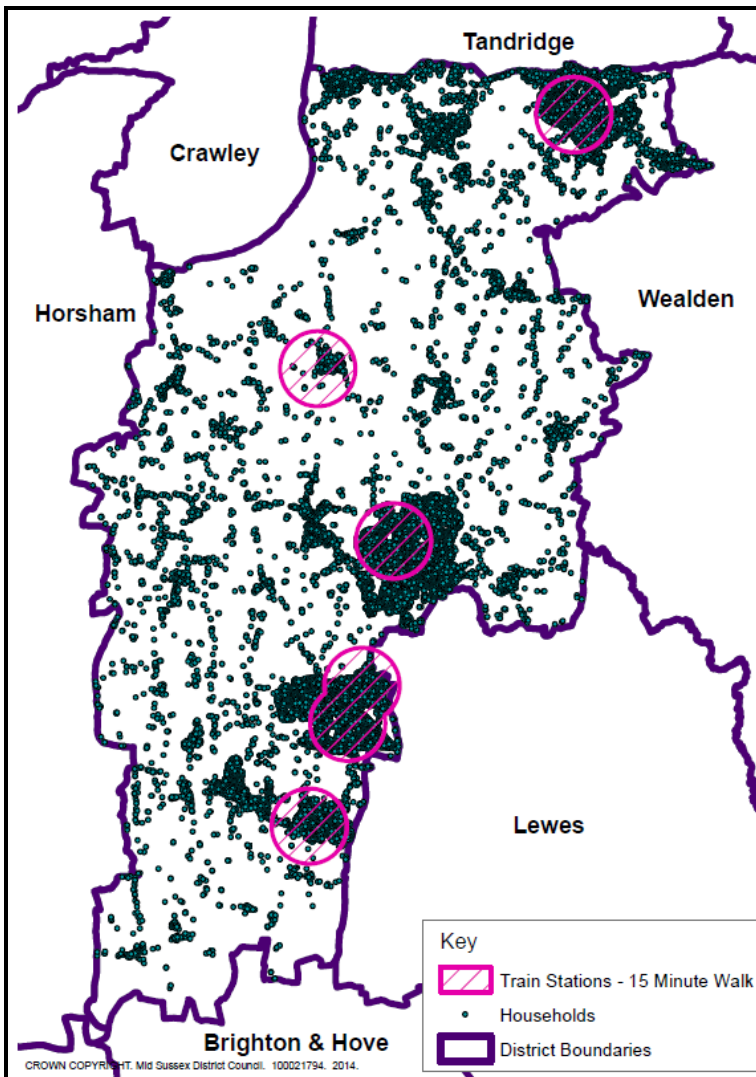 Tandridge
Crawley
Horsham
Wealden
Lewes
Key
Train Stations - 15 Minute Walk
Households
District Boundaries
Brighton & Hove
CROWN COPYRIGHT. Mid Sussex District Council. 100021794. 2014.